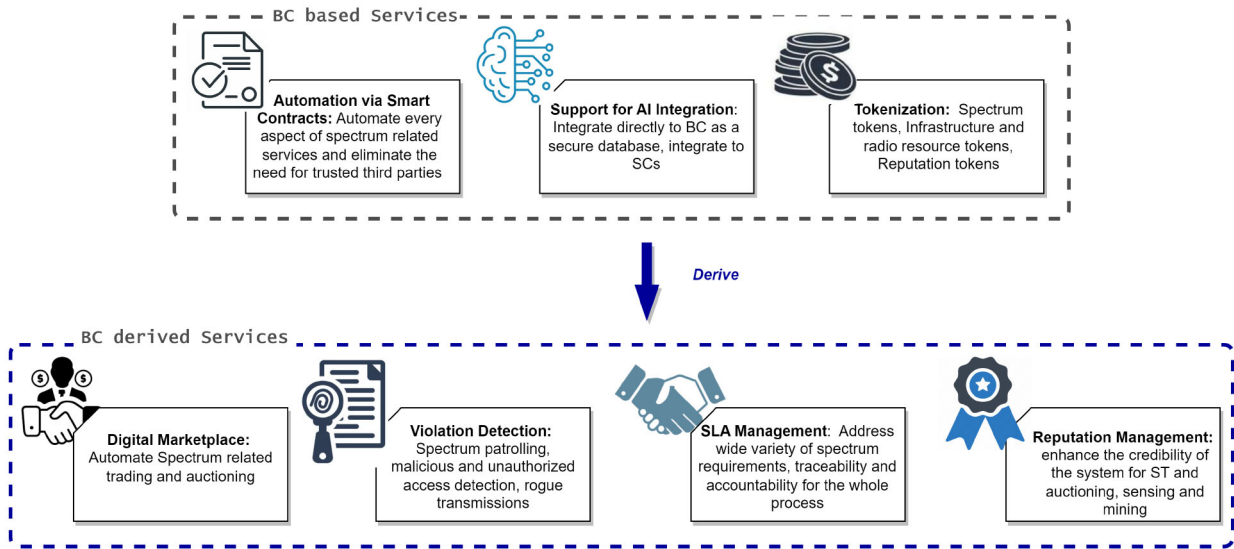 BC based Services
Automation via Smart
Contracts: Automate every
aspect of spectrum related
services and eliminate the
need for trusted third parties
Support for AI Integration:
Integrate directly to BC as a
secure database, integrate to
SCs
$
Tokenization: Spectrum
tokens, Infrastructure and
radio resource tokens,
Reputation tokens
Derive
BC derived Services
$ $
Digital Marketplace:
Automate Spectrum related
trading and auctioning
Violation Detection:
Spectrum patrolling,
malicious and unauthorized
access detection, rogue
transmissions
SLA Management: Address
wide variety of spectrum
requirements, traceability and
accountability for the whole
process
Reputation Management:
enhance the credibility of
the system for ST and
auctioning, sensing and
mining